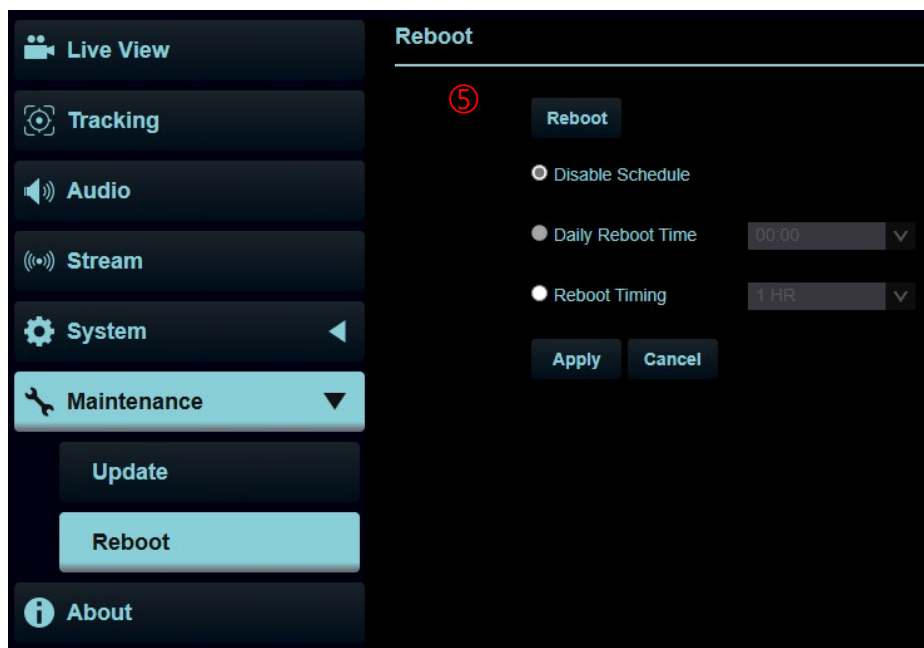 Live View
Tracking
Audio
Stream
System
Maintenance
Update
Reboot
About
Reboot
⑤
Reboot
Disable Schedule
Daily Reboot Time 00:00
Reboot Timing 1 HR
Apply Cancel